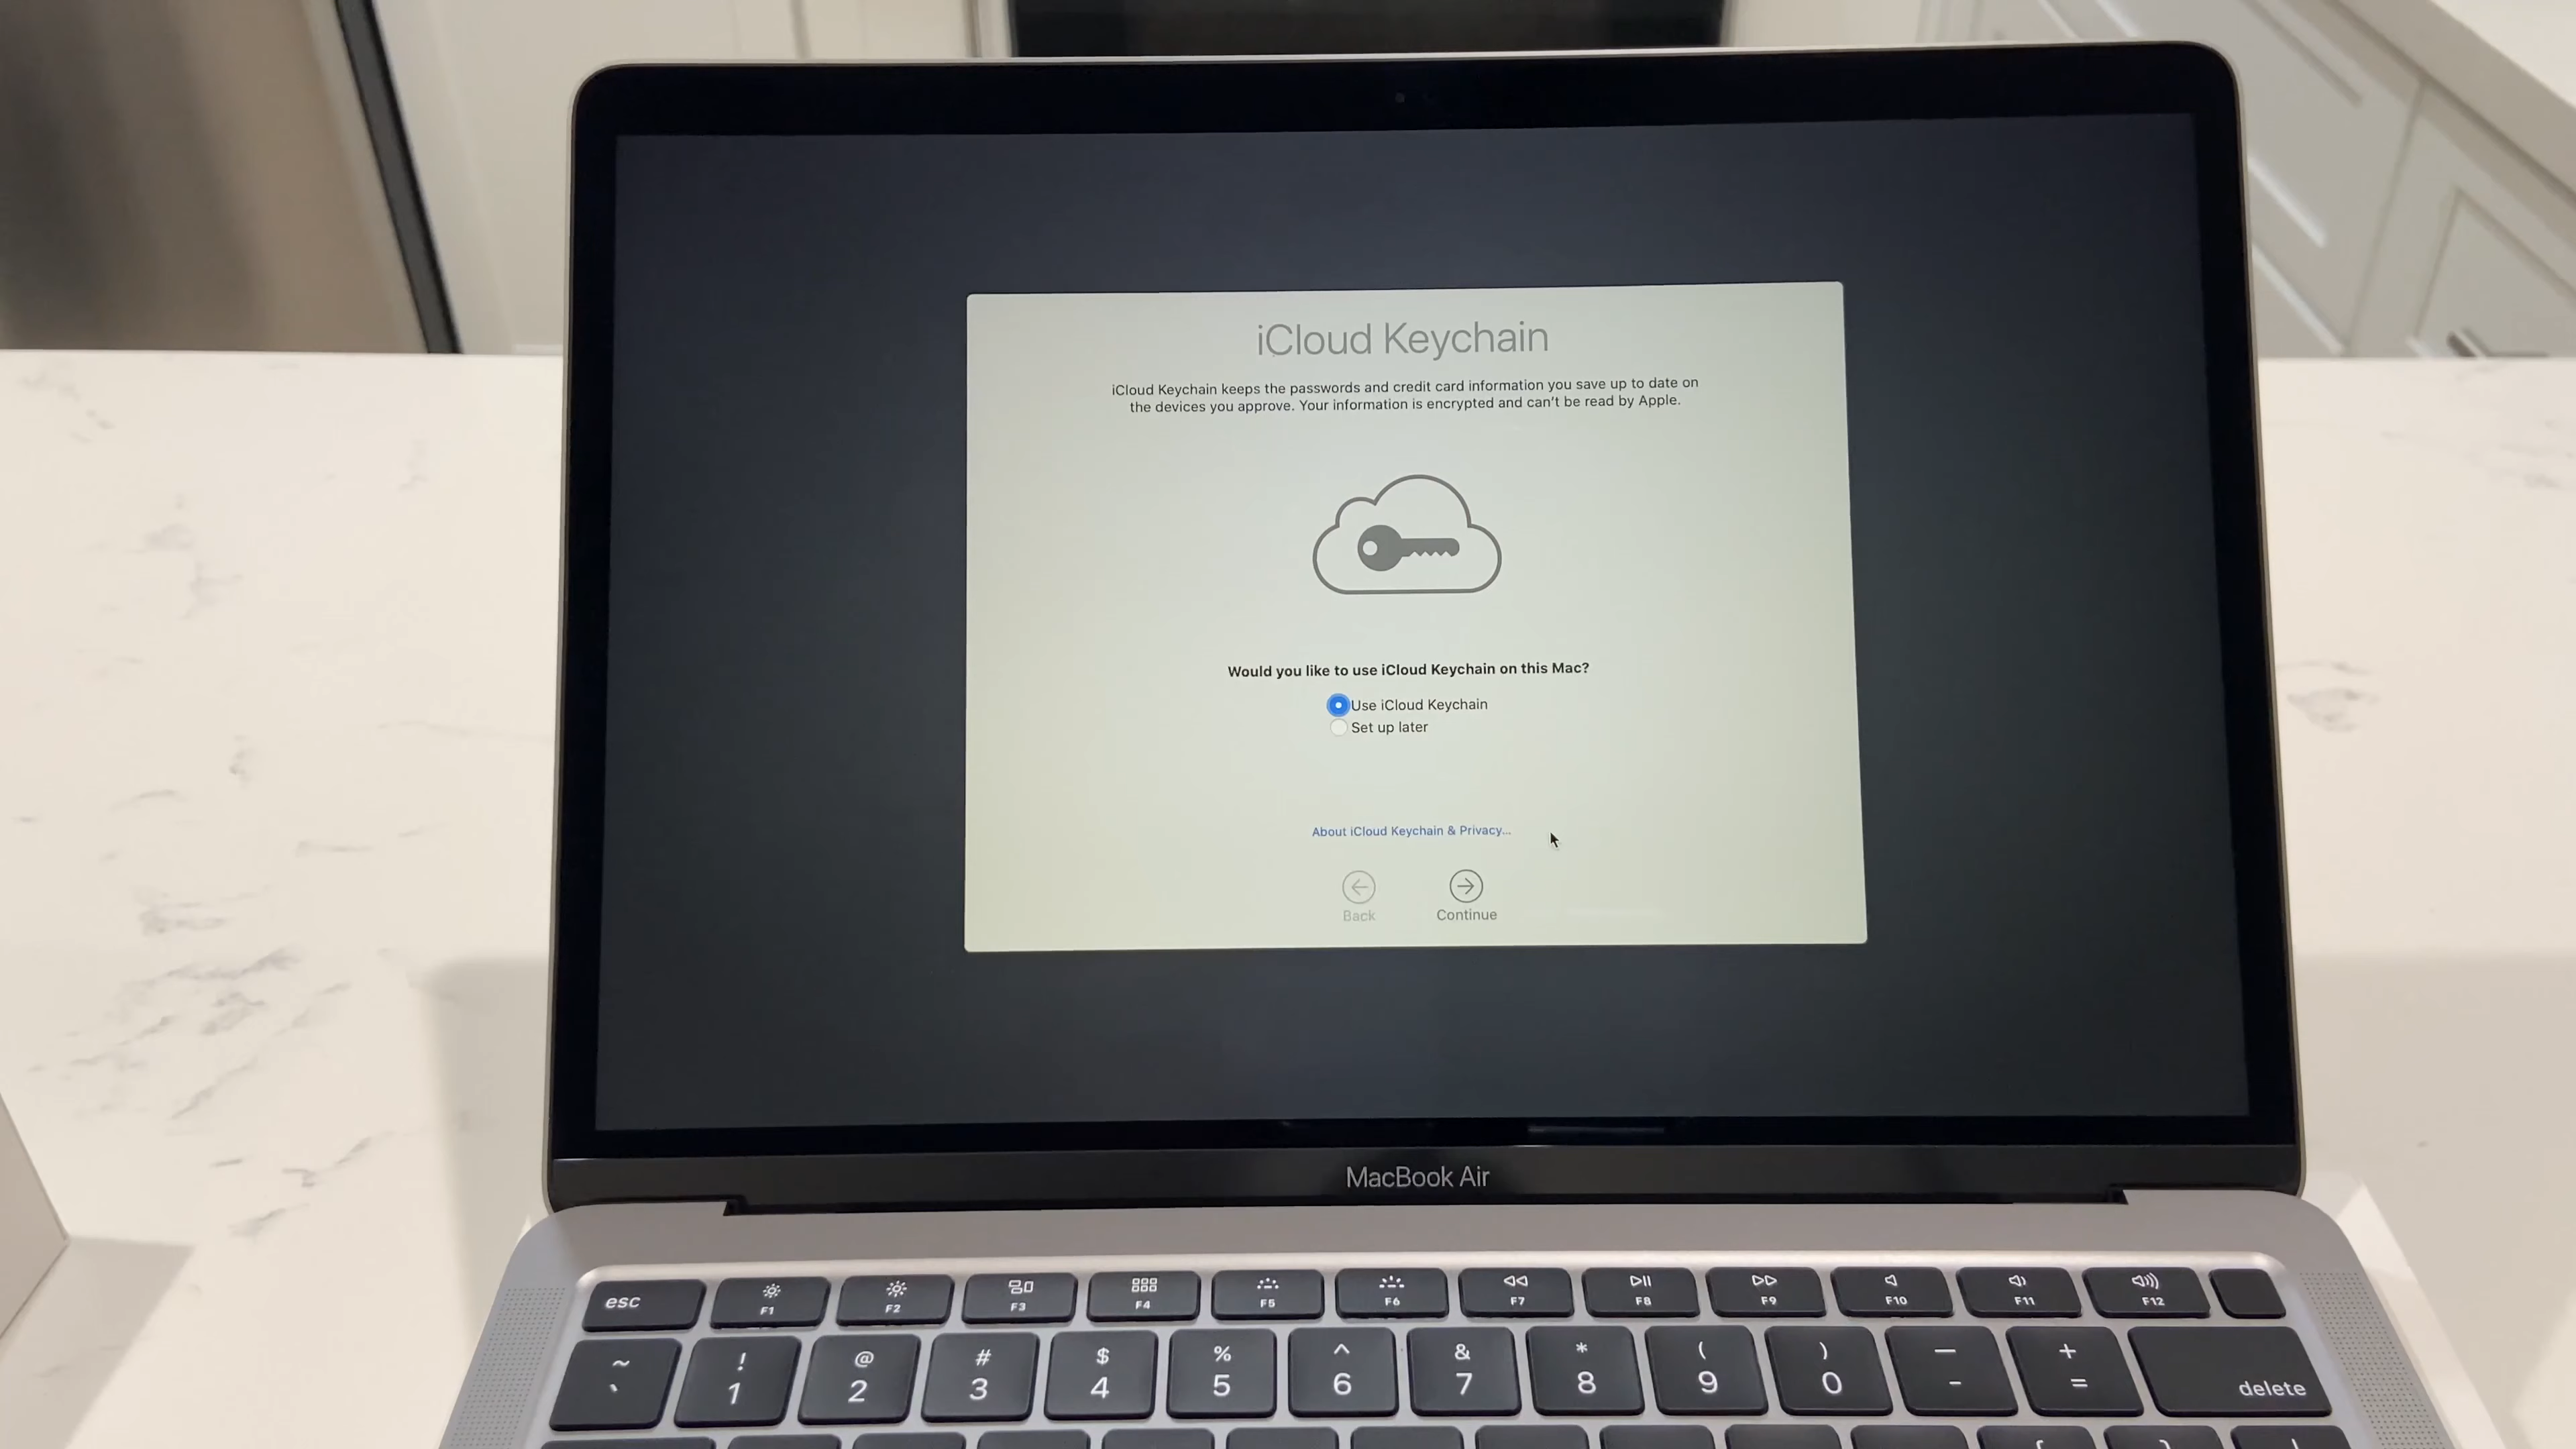 iCloud Keychain
iCloud Keychain keeps the passwords and credit card information you save up to date on
the devices you approve. Your information is encrypted and can't be read by Apple.
Would you like to use iCloud Keychain on this Mac?
Use iCloud Keychain
Set up later
About iCloud Keychain & Privacy...
Back
Continue
MacBook Air
esc
F1
F2
F3
F4
F5
F6
F7
F8
F9
F10
F11
F12
~ ! @ # $ % ^ & * ( ) — +
` 1 2 3 4 5 6 7 8 9 0 - = delete